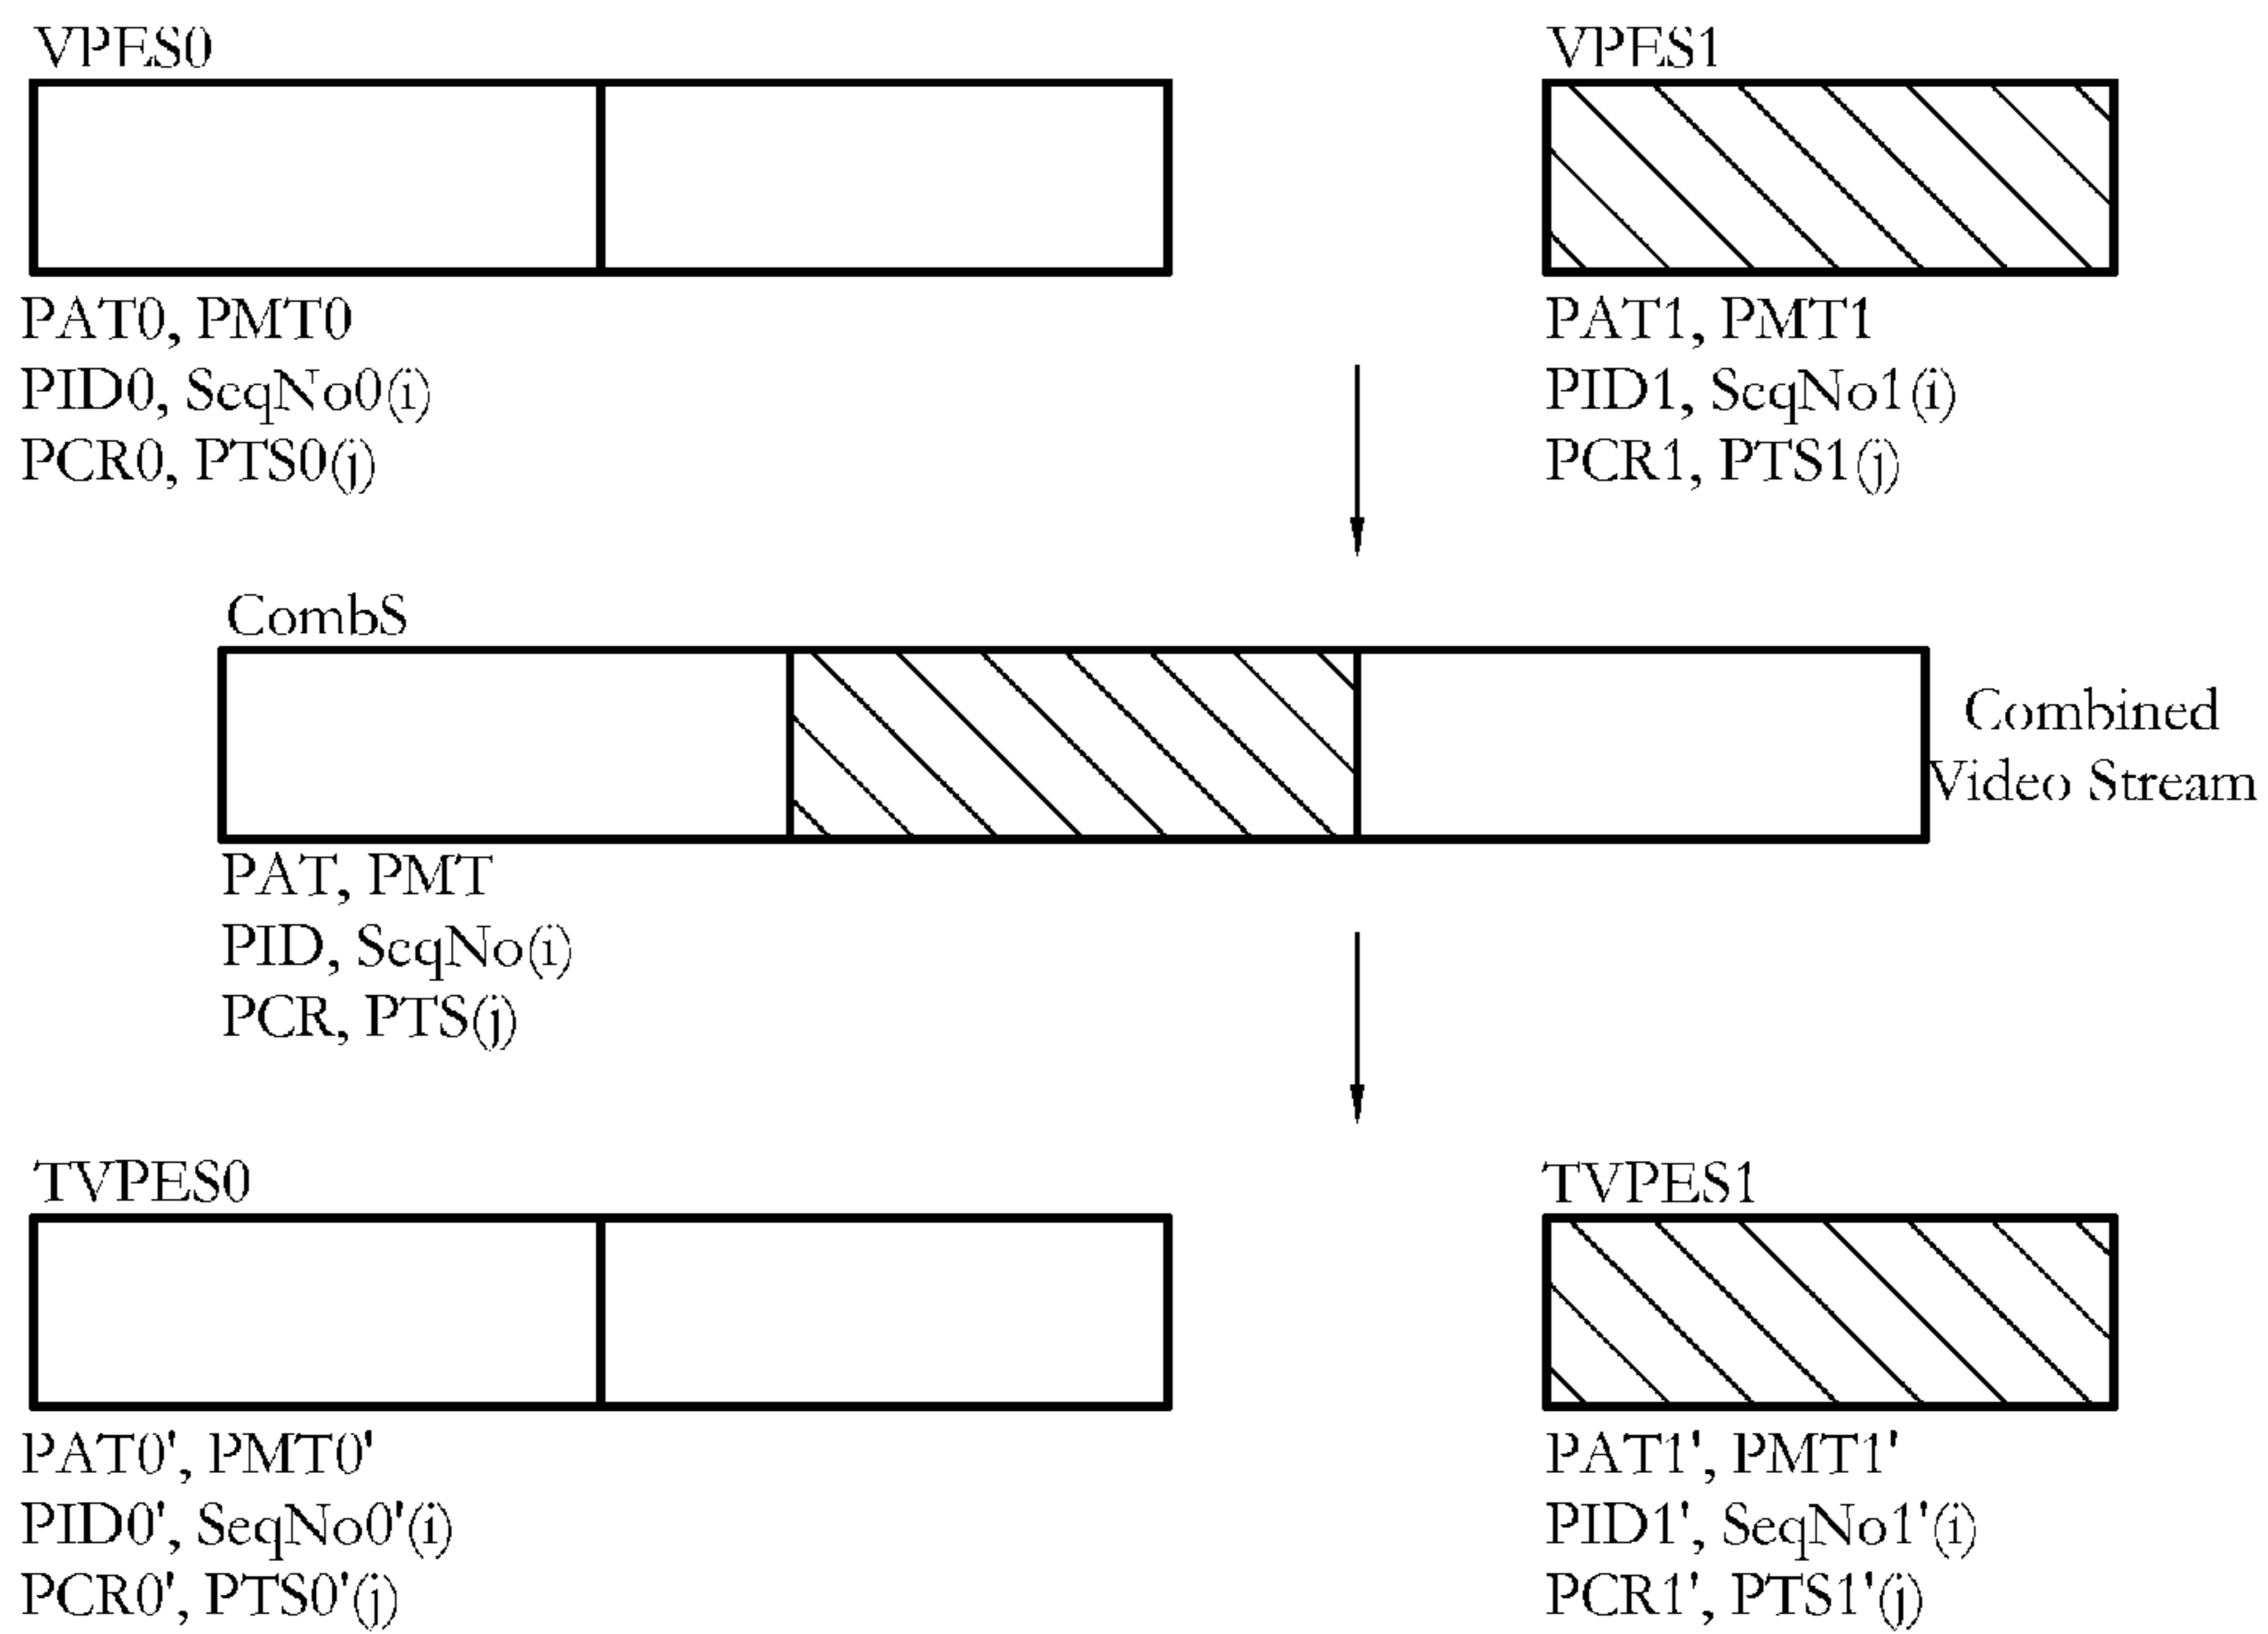 VPES0
VPES1
PAT0, PMT0
PID0, SeqNo0(i)
PCR0, PTS0(j)
PAT1, PMT1
PID1, SeqNo1(i)
PCR1, PTS1(j)
CombS
Combined
Video Stream
PAT, PMT
PID, SeqNo(i)
PCR, PTS(j)
TVPES0
TVPES1
PAT0', PMT0'
PID0', SeqNo0'(i)
PCR0', PTS0'(j)
PAT1', PMT1'
PID1', SeqNo1'(i)
PCR1', PTS1'(j)